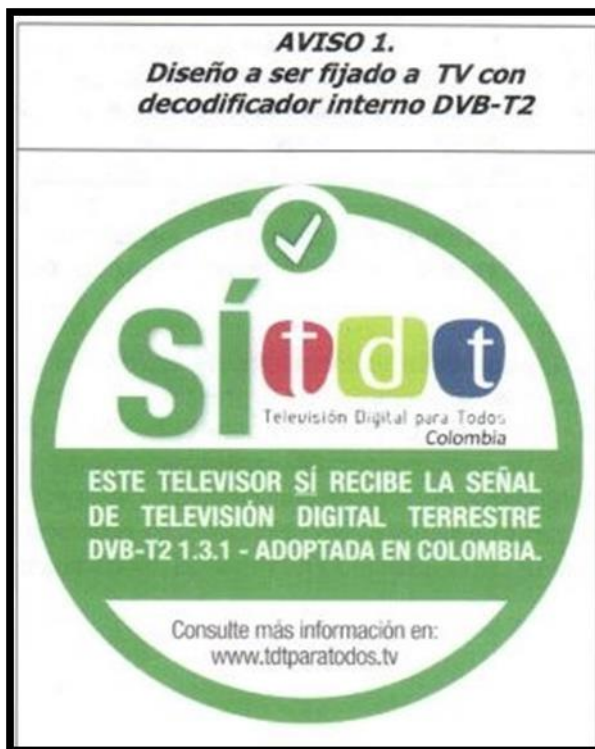 AVISO 1.
Diseño a ser fijado a TV con
decodificador interno DVB-T2
SÍ tdt
Televisión Digital para Todos
Colombia
ESTE TELEVISOR SÍ RECIBE LA SEÑAL
DE TELEVISIÓN DIGITAL TERRESTRE
DVB-T2 1.3.1 - ADOPTADA EN COLOMBIA.
Consulte más información en:
www.tdtparatodos.tv